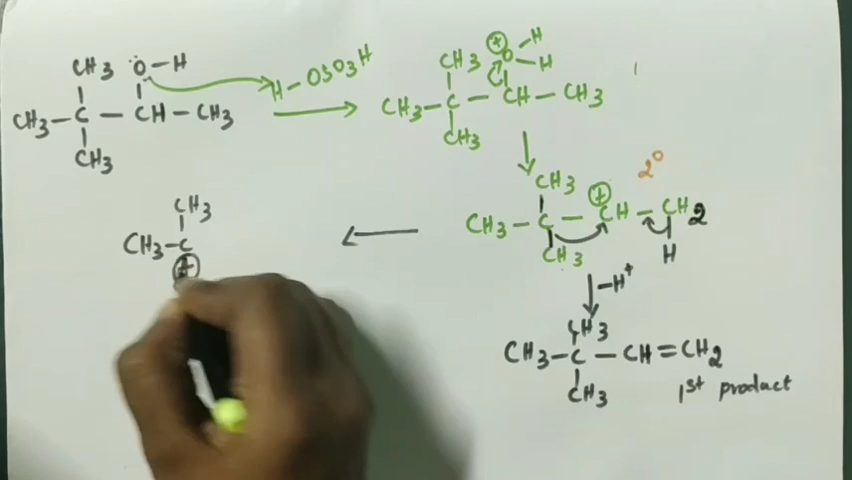 CH3 O-H
CH3-C-CH-CH3
CH3
H-OSO3H
CH3 + O-H
H
CH3-C-CH-CH3
CH3
2°
CH3 +
CH3-C-CH-CH2
CH3 H
-H+
CH3
CH3-C-CH=CH2
CH3
1st product
CH3
CH3-C
+